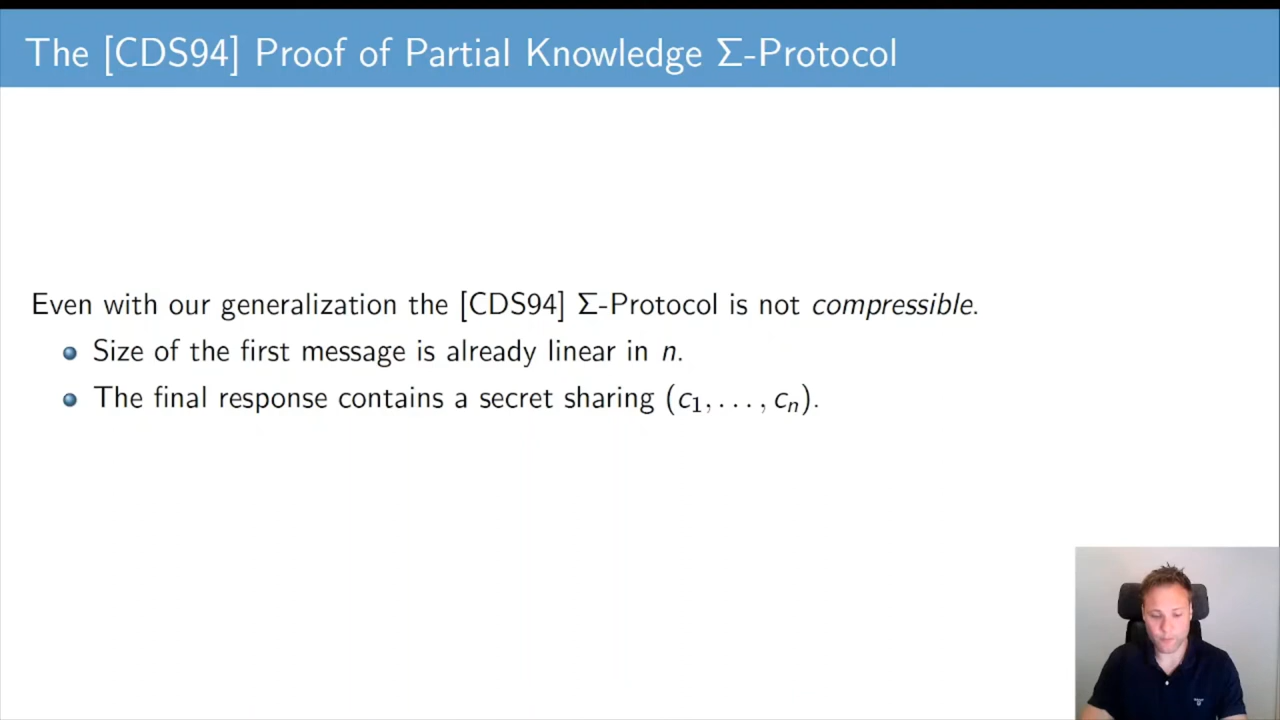 The [CDS94] Proof of Partial Knowledge Σ-Protocol
Even with our generalization the [CDS94] Σ-Protocol is not compressible.
Size of the first message is already linear in n.
The final response contains a secret sharing (c₁, . . . , cₙ).